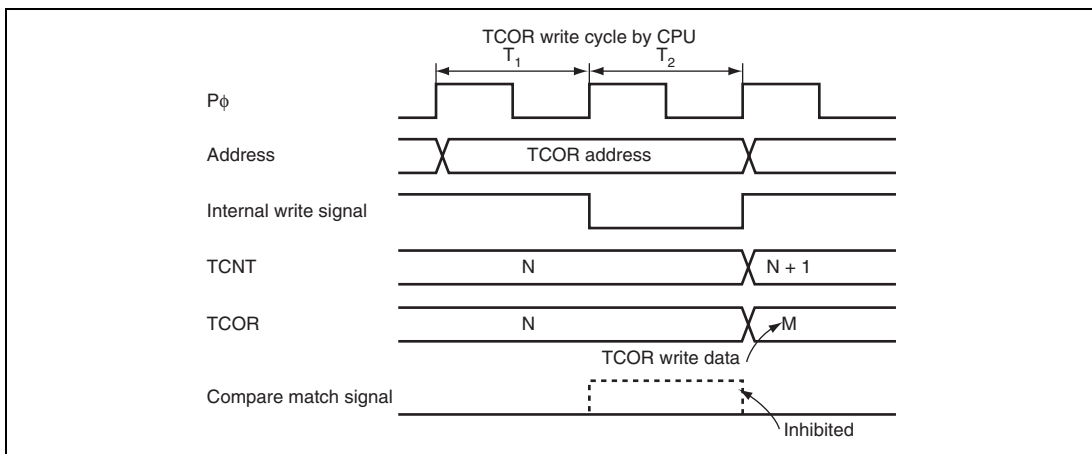 TCOR write cycle by CPU
T1 T2
Pφ
Address TCOR address
Internal write signal
TCNT N N + 1
TCOR N M
TCOR write data
Compare match signal
Inhibited